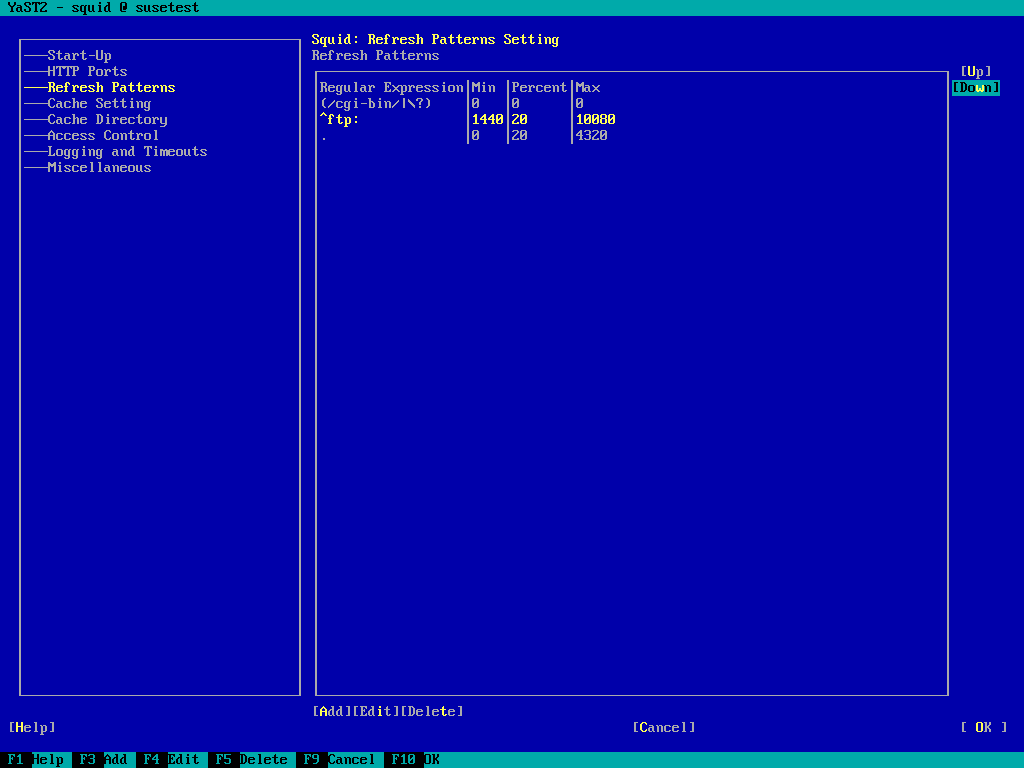 YaST2 - squid @ susetest
Squid: Refresh Patterns Setting
Start-Up
HTTP Ports
Refresh Patterns
Cache Setting
Cache Directory
Access Control
Logging and Timeouts
Miscellaneous
Refresh Patterns
Regular Expression|Min |Percent|Max
(/cgi-bin/|\?) |0 |0 |0
^ftp: |1440|20 |10080
. |0 |20 |4320
[Up]
[Down]
[Add][Edit][Delete]
[Help] [Cancel] [ OK ]
F1 Help F3 Add F4 Edit F5 Delete F9 Cancel F10 OK